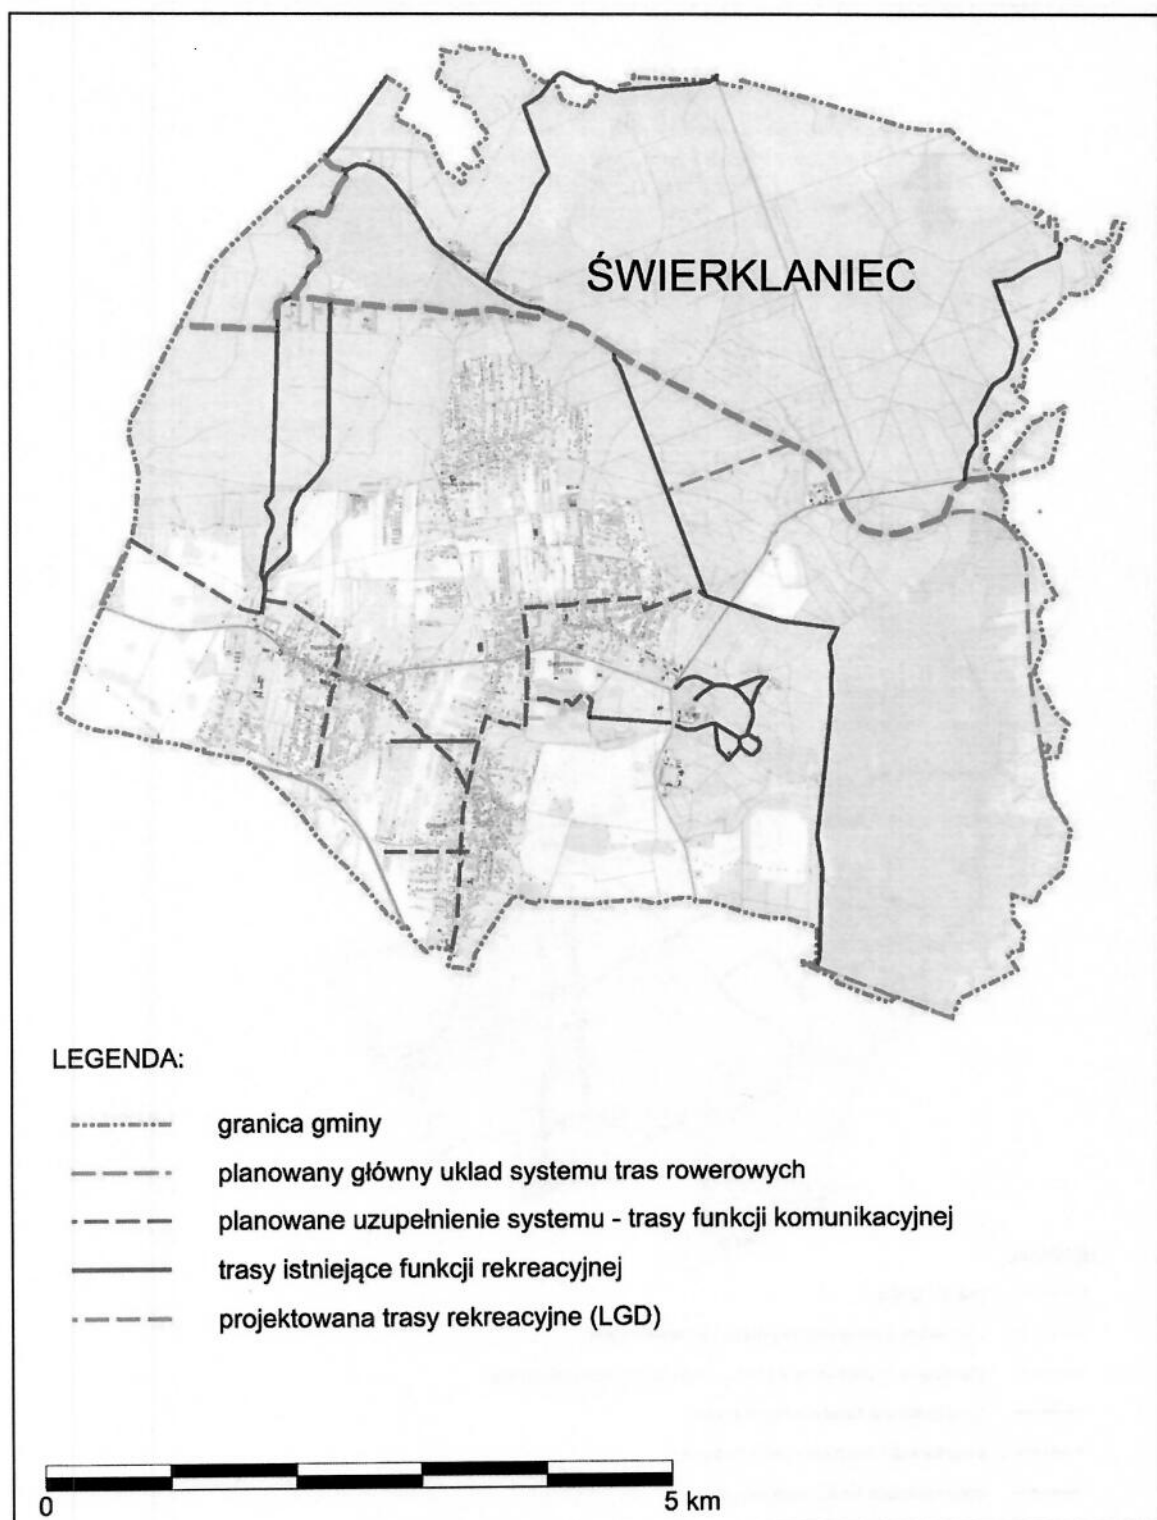 ŚWIERKLANIEC
LEGENDA:
granica gminy
planowany główny uklad systemu tras rowerowych
planowane uzupełnienie systemu - trasy funkcji komunikacyjnej
trasy istniejące funkcji rekreacyjnej
projektowana trasy rekreacyjne (LGD)
0 5 km